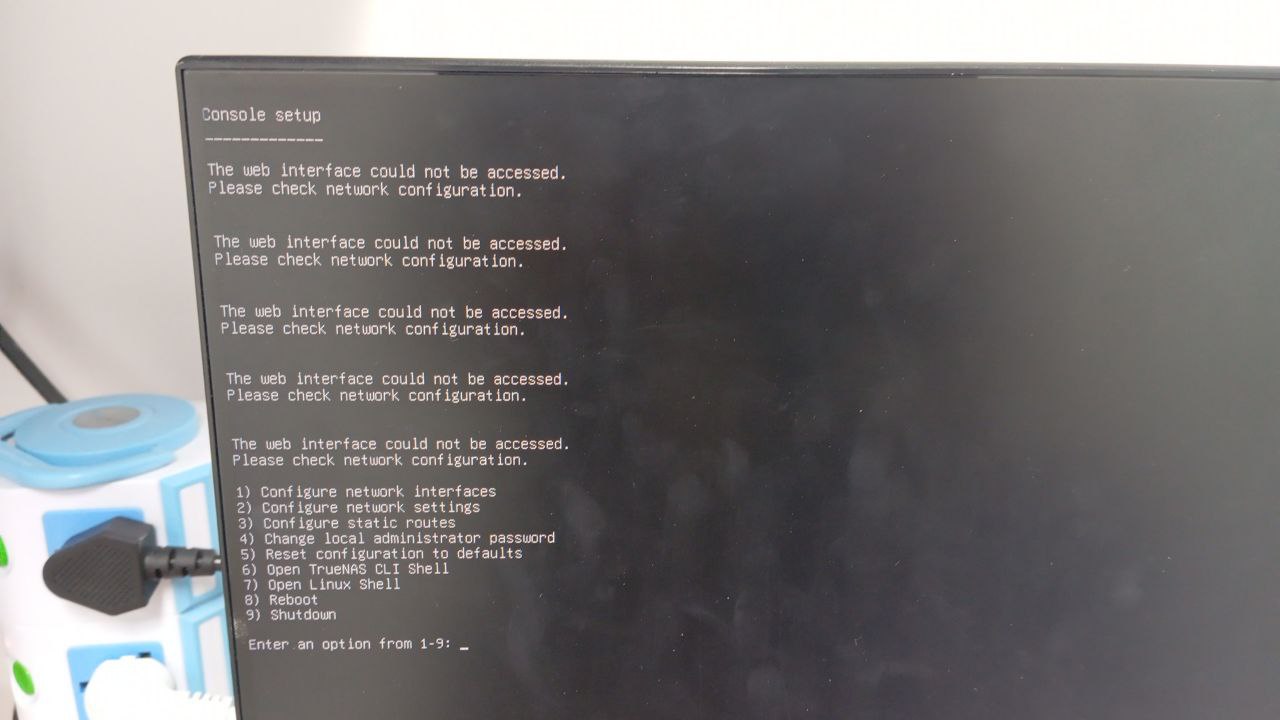 Console setup
-------------
The web interface could not be accessed.
Please check network configuration.
The web interface could not be accessed.
Please check network configuration.
The web interface could not be accessed.
Please check network configuration.
The web interface could not be accessed.
Please check network configuration.
The web interface could not be accessed.
Please check network configuration.
1) Configure network interfaces
2) Configure network settings
3) Configure static routes
4) Change local administrator password
5) Reset configuration to defaults
6) Open TrueNAS CLI Shell
7) Open Linux Shell
8) Reboot
9) Shutdown
Enter an option from 1-9: _